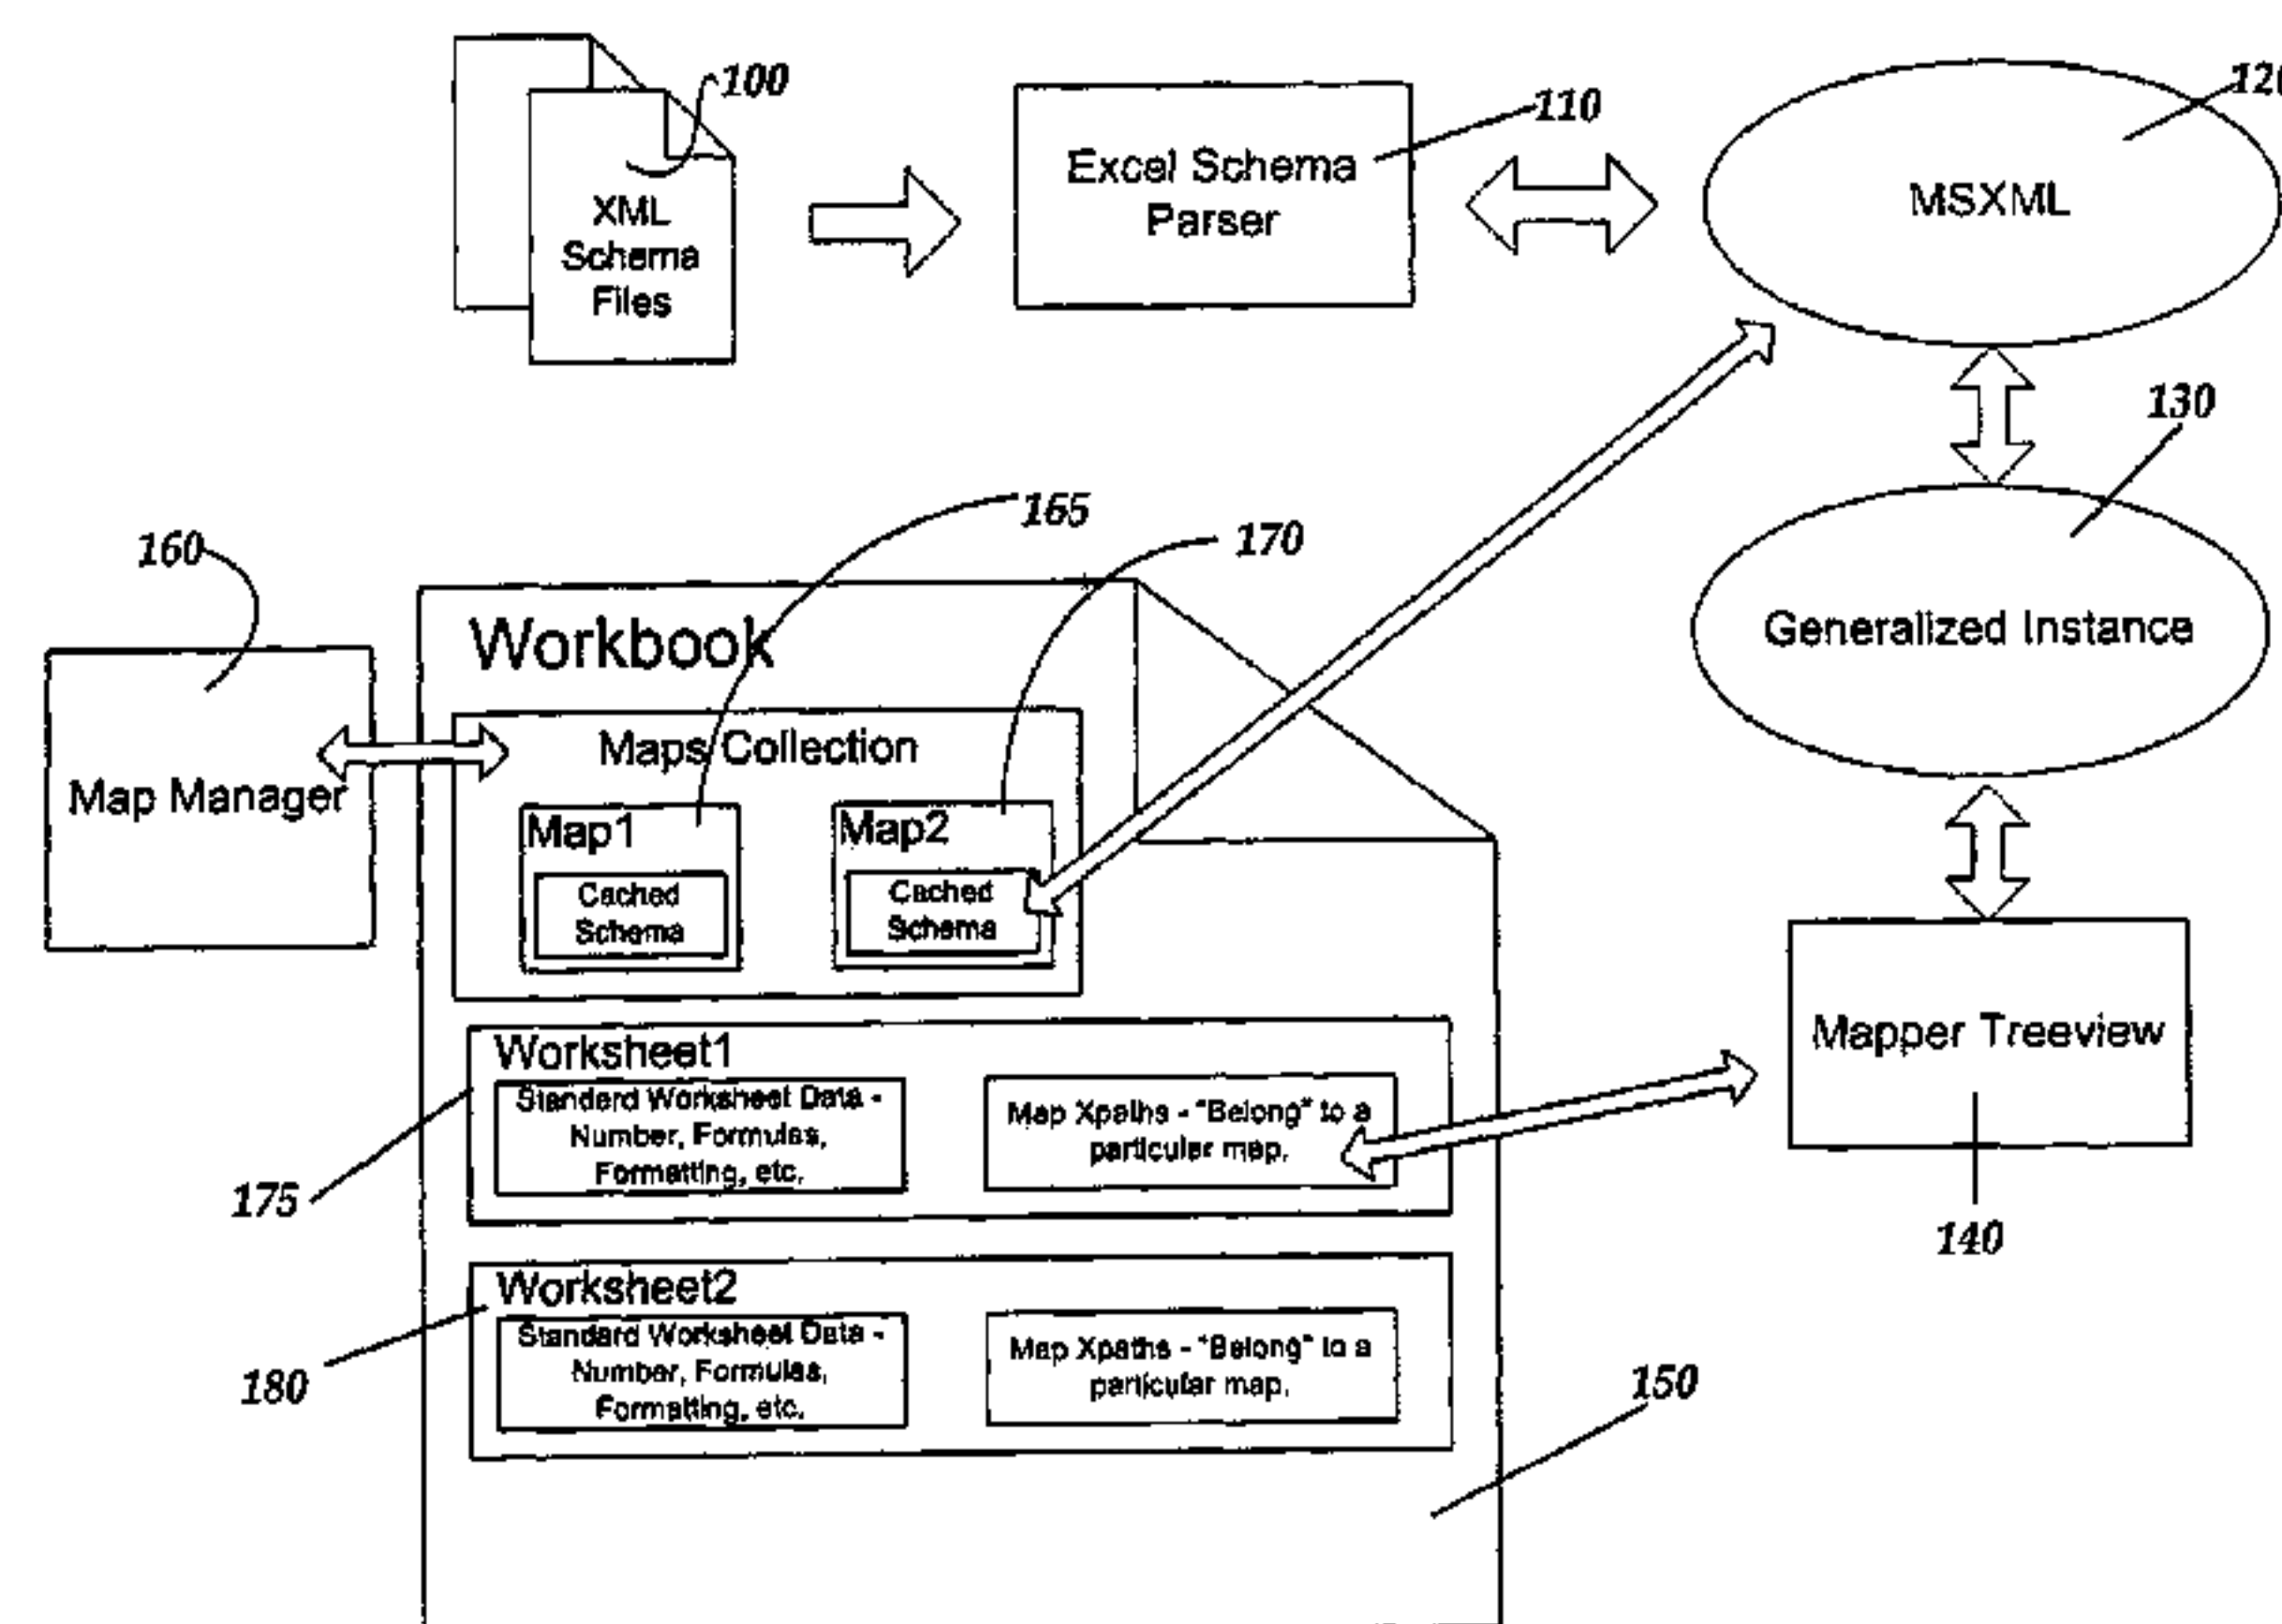 100
XML
Schema
Files
Excel Schema
Parser
110
MSXML
120
130
Generalized Instance
160
165
170
Map Manager
Workbook
Maps Collection
Map1
Cached
Schema
Map2
Cached
Schema
Mapper Treeview
140
Worksheet1
Standard Worksheet Data -
Number, Formulas,
Formatting, etc.
Map Xpaths - "Belong" to a
particular map.
175
Worksheet2
Standard Worksheet Data -
Number, Formulas,
Formatting, etc.
Map Xpaths - "Belong" to a
particular map.
180
150